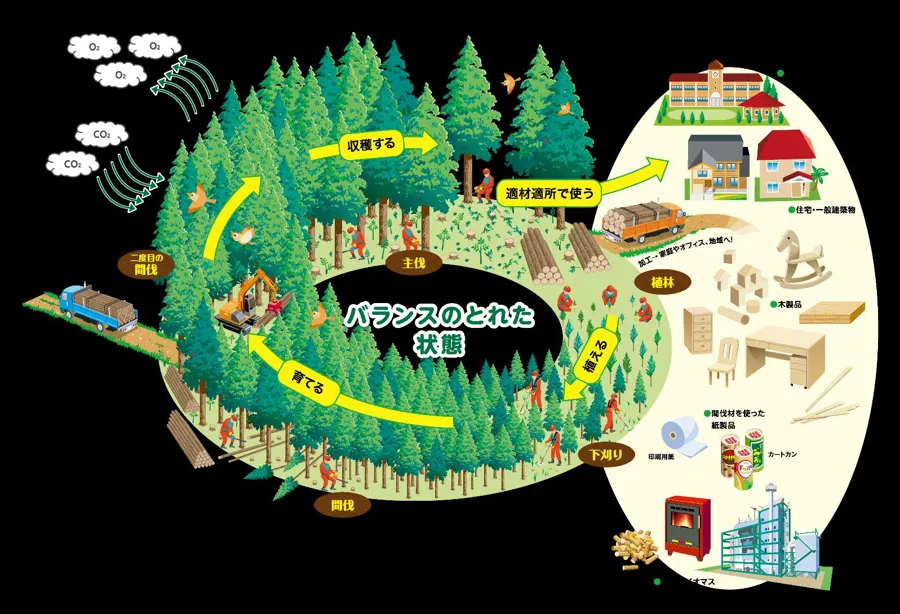 O₂
O₂
O₂
CO₂
CO₂
収穫する
適材適所で使う
●住宅・一般建築物
加工→家庭やオフィス、地域へ!
主伐
二度目の
間伐
植林
●木製品
バランスのとれた
状態
植える
育てる
●間伐材を使った
紙製品
印刷用紙
カートカン
下刈り
間伐
イオマス